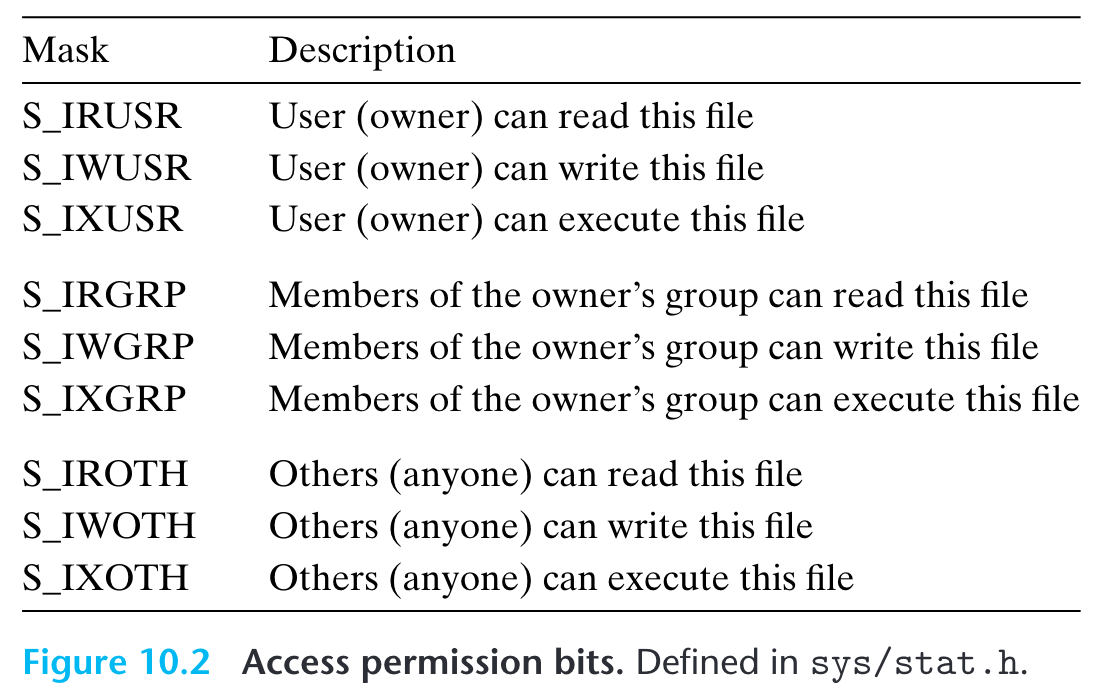 Mask Description
S_IRUSR User (owner) can read this file
S_IWUSR User (owner) can write this file
S_IXUSR User (owner) can execute this file
S_IRGRP Members of the owner’s group can read this file
S_IWGRP Members of the owner’s group can write this file
S_IXGRP Members of the owner’s group can execute this file
S_IROTH Others (anyone) can read this file
S_IWOTH Others (anyone) can write this file
S_IXOTH Others (anyone) can execute this file
Figure 10.2 Access permission bits. Defined in sys/stat.h.